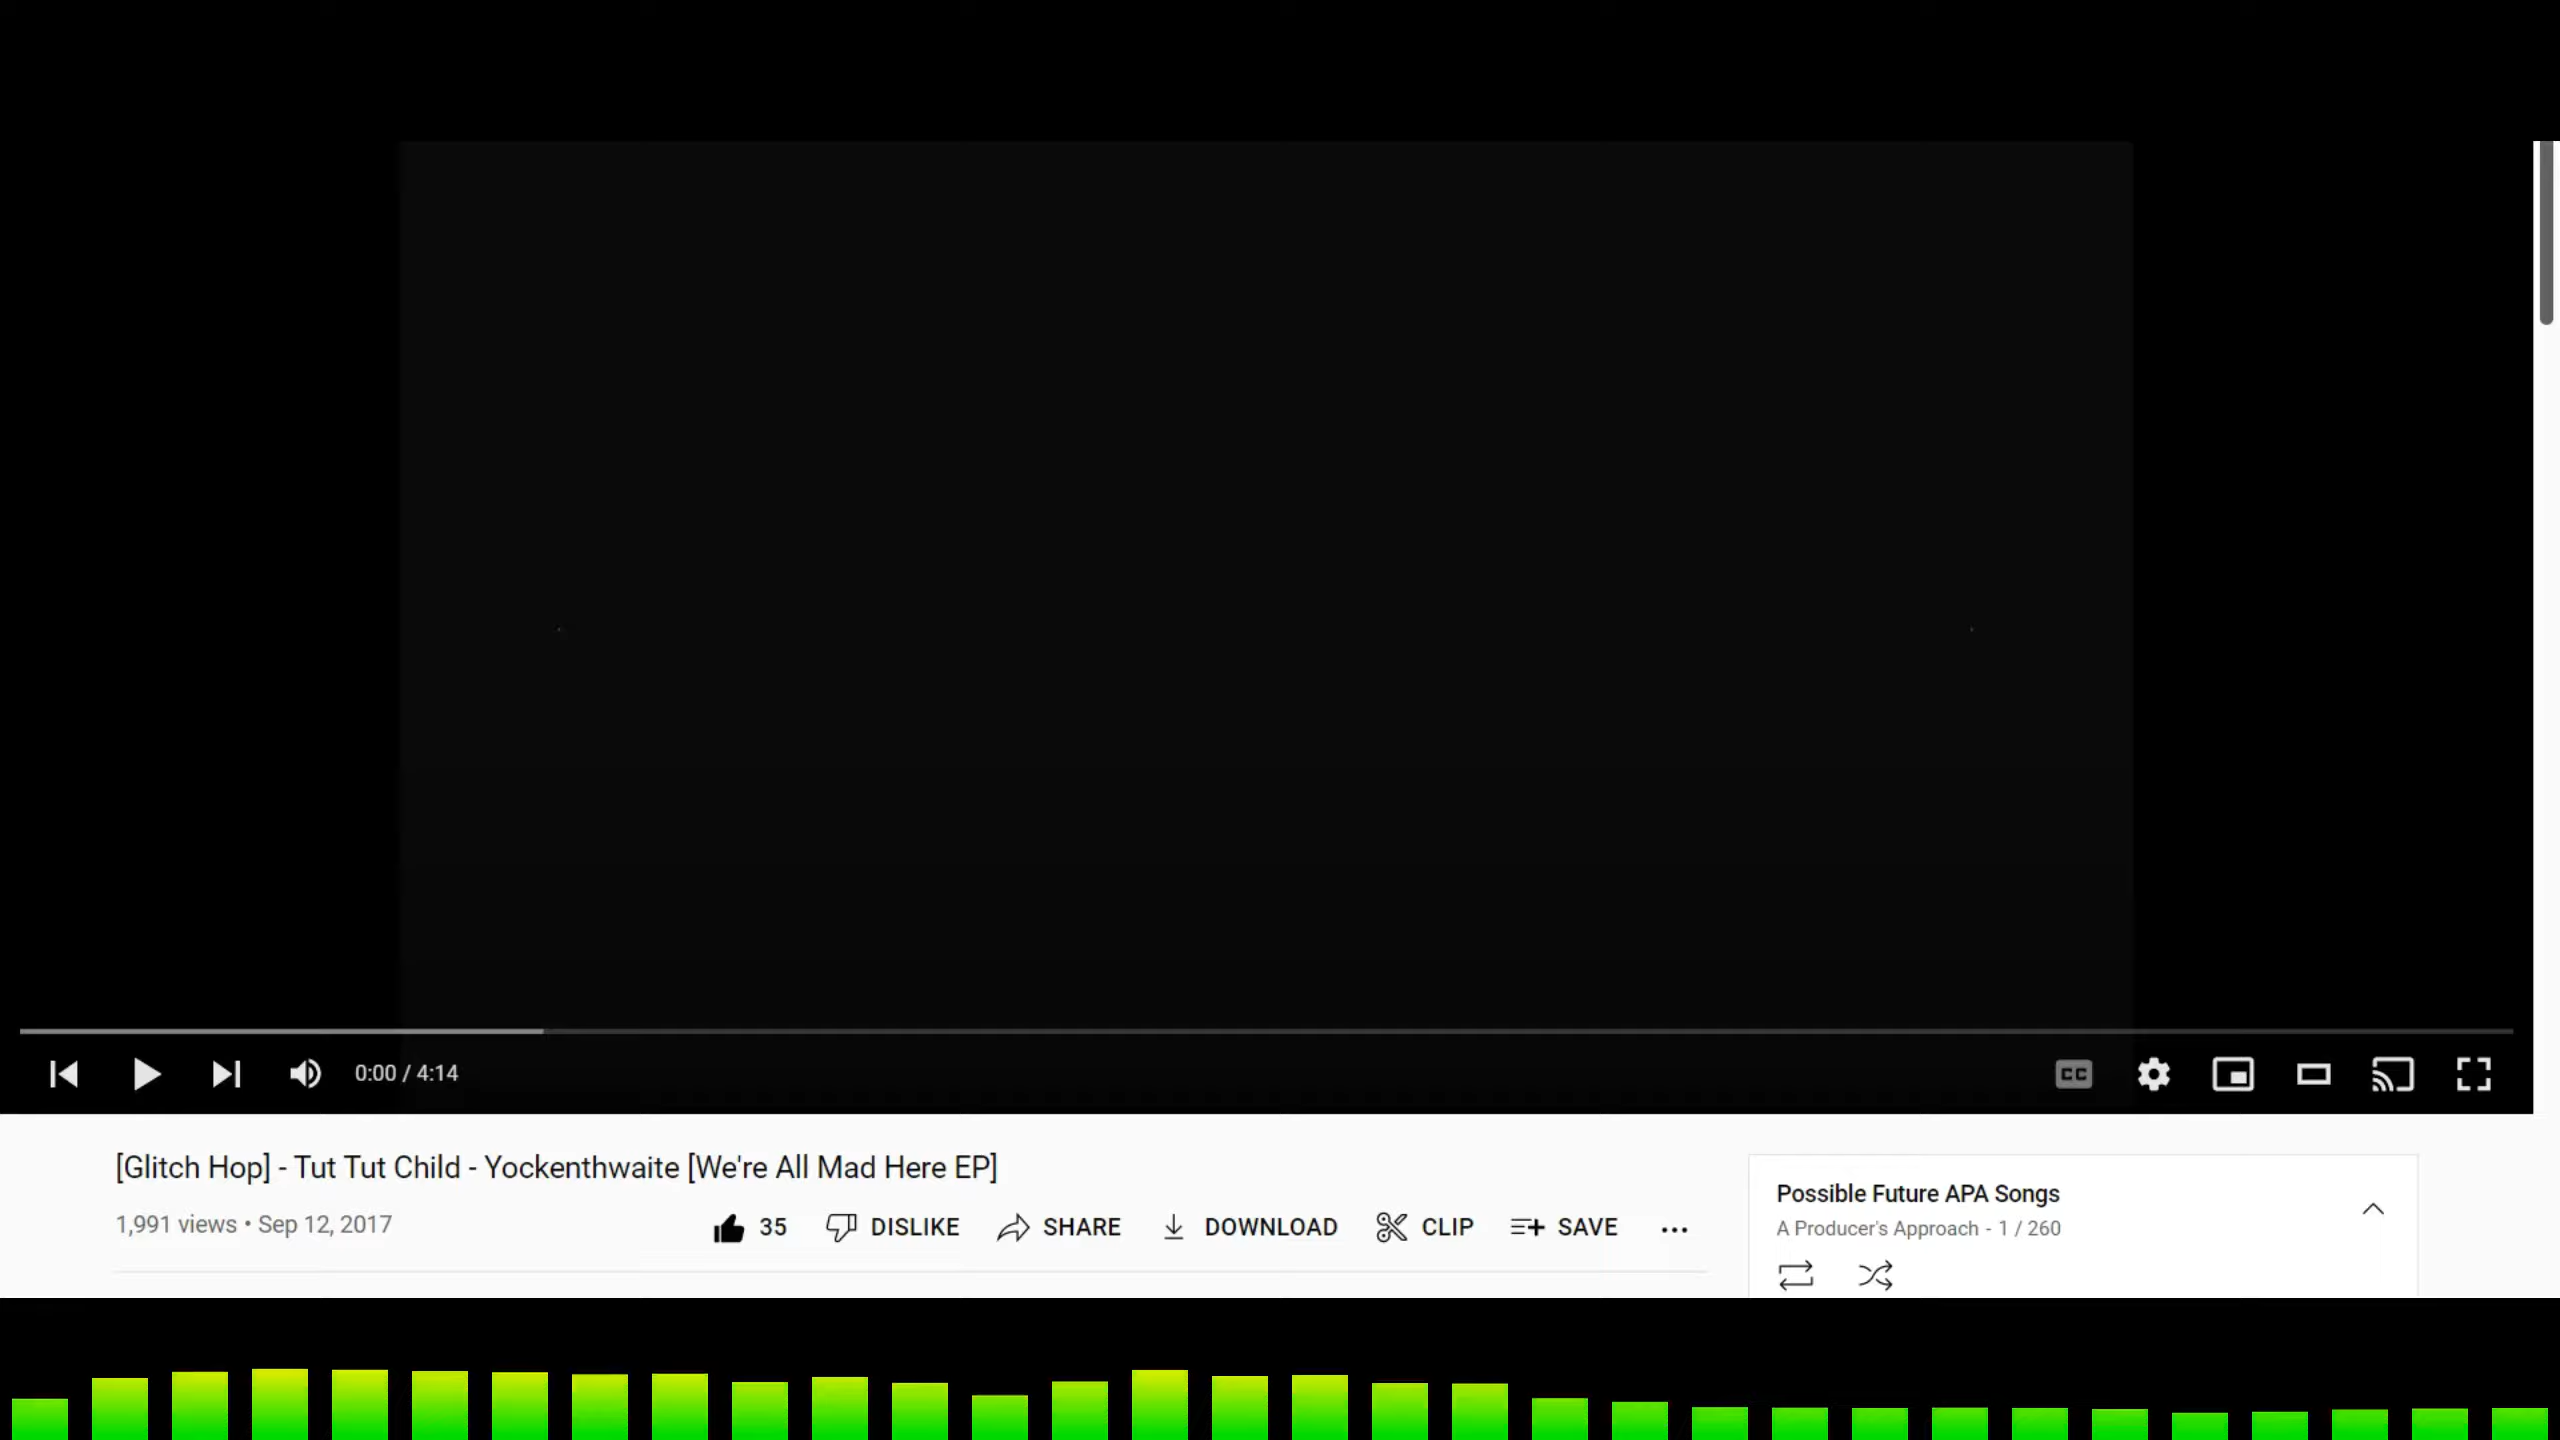 0:00 / 4:14
CC
[Glitch Hop] - Tut Tut Child - Yockenthwaite [We're All Mad Here EP]
1,991 views • Sep 12, 2017
35 DISLIKE SHARE DOWNLOAD CLIP SAVE ...
Possible Future APA Songs
A Producer's Approach - 1 / 260